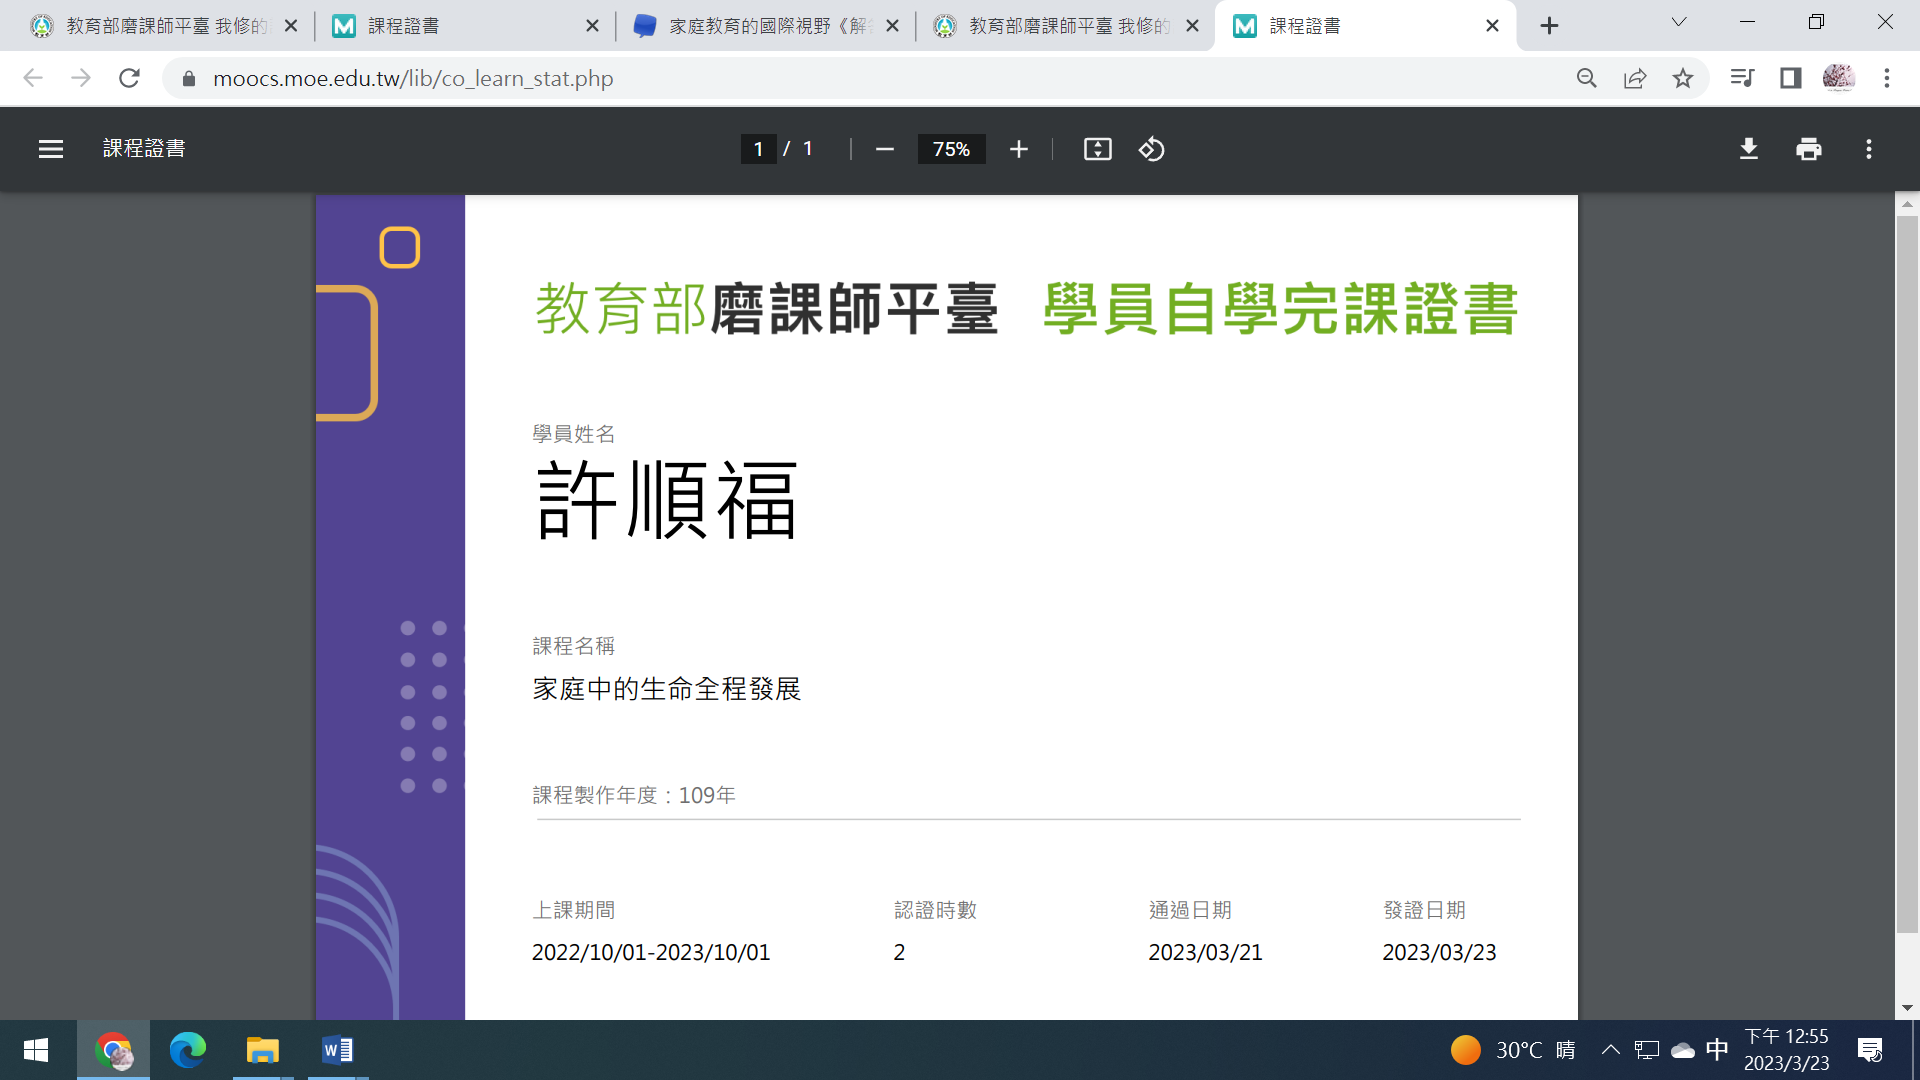 教育部磨課師平臺 我修的
課程證書
家庭教育的國際視野《解
教育部磨課師平臺 我修的
課程證書
moocs.moe.edu.tw/lib/co_learn_stat.php
課程證書
1 / 1
75%
教育部磨課師平臺 學員自學完課證書
學員姓名
許順福
課程名稱
家庭中的生命全程發展
課程製作年度：109年
上課期間 認證時數 通過日期 發證日期
2022/10/01-2023/10/01 2 2023/03/21 2023/03/23
30°C 晴
中
下午 12:55
2023/3/23